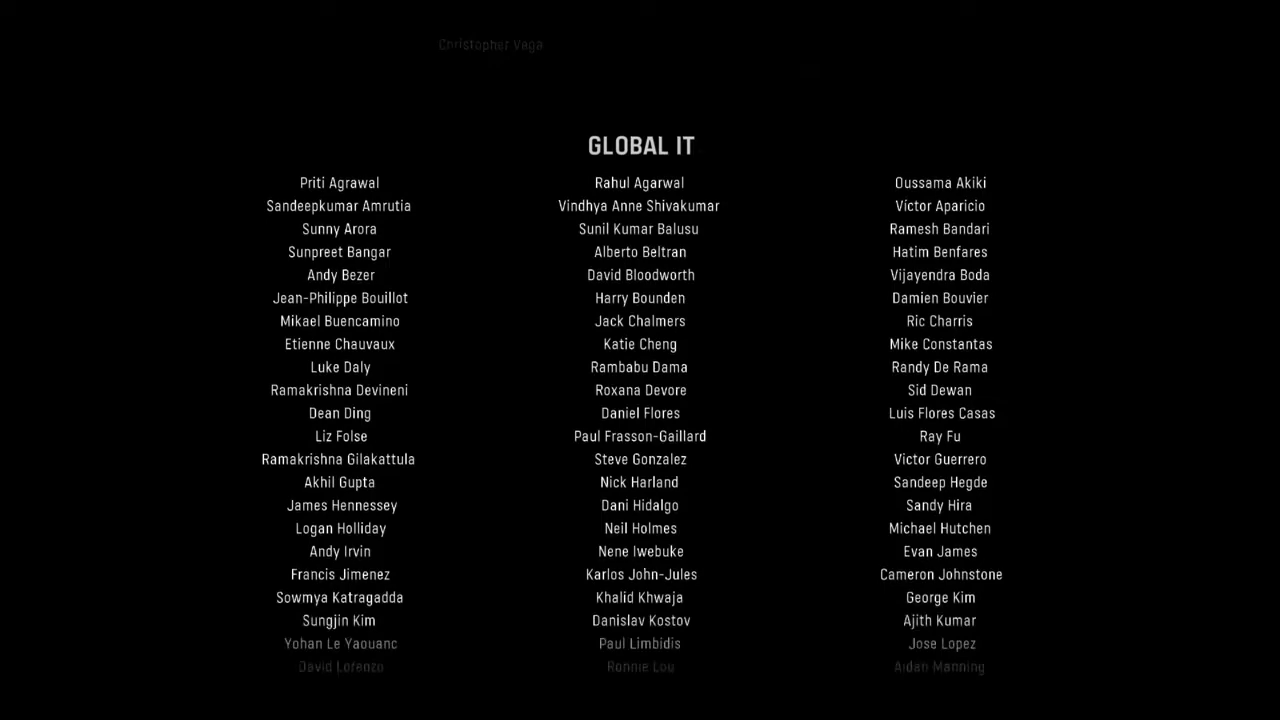 Christopher Vega
GLOBAL IT
Priti Agrawal Rahul Agarwal Oussama Akiki
Sandeepkumar Amrutia Vindhya Anne Shivakumar Víctor Aparicio
Sunny Arora Sunil Kumar Balusu Ramesh Bandari
Sunpreet Bangar Alberto Beltran Hatim Benfares
Andy Bezer David Bloodworth Vijayendra Boda
Jean-Philippe Bouillot Harry Bounden Damien Bouvier
Mikael Buencamino Jack Chalmers Ric Charris
Etienne Chauvaux Katie Cheng Mike Constantas
Luke Daly Rambabu Dama Randy De Rama
Ramakrishna Devineni Roxana Devore Sid Dewan
Dean Ding Daniel Flores Luis Flores Casas
Liz Folse Paul Frasson-Gaillard Ray Fu
Ramakrishna Gilakattula Steve Gonzalez Victor Guerrero
Akhil Gupta Nick Harland Sandeep Hegde
James Hennessey Dani Hidalgo Sandy Hira
Logan Holliday Neil Holmes Michael Hutchen
Andy Irvin Nene Iwebuke Evan James
Francis Jimenez Karlos John-Jules Cameron Johnstone
Sowmya Katragadda Khalid Khwaja George Kim
Sungjin Kim Danislav Kostov Ajith Kumar
Yohan Le Yaouanc Paul Limbidis Jose Lopez
David Lorenzo Ronnie Lou Aidan Manning